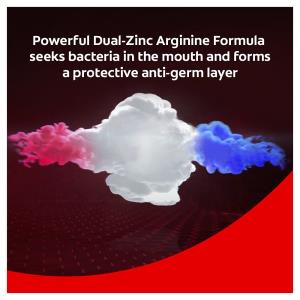 Powerful Dual-Zinc Arginine Formula
seeks bacteria in the mouth and forms
a protective anti-germ layer